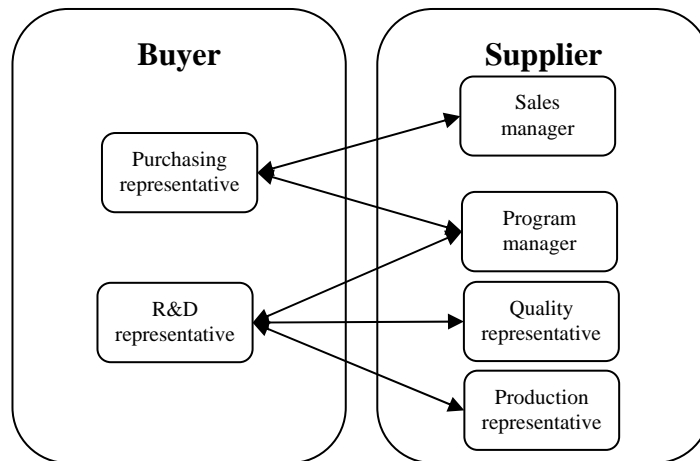 Buyer
Purchasing
representative
R&D
representative
Supplier
Sales
manager
Program
manager
Quality
representative
Production
representative